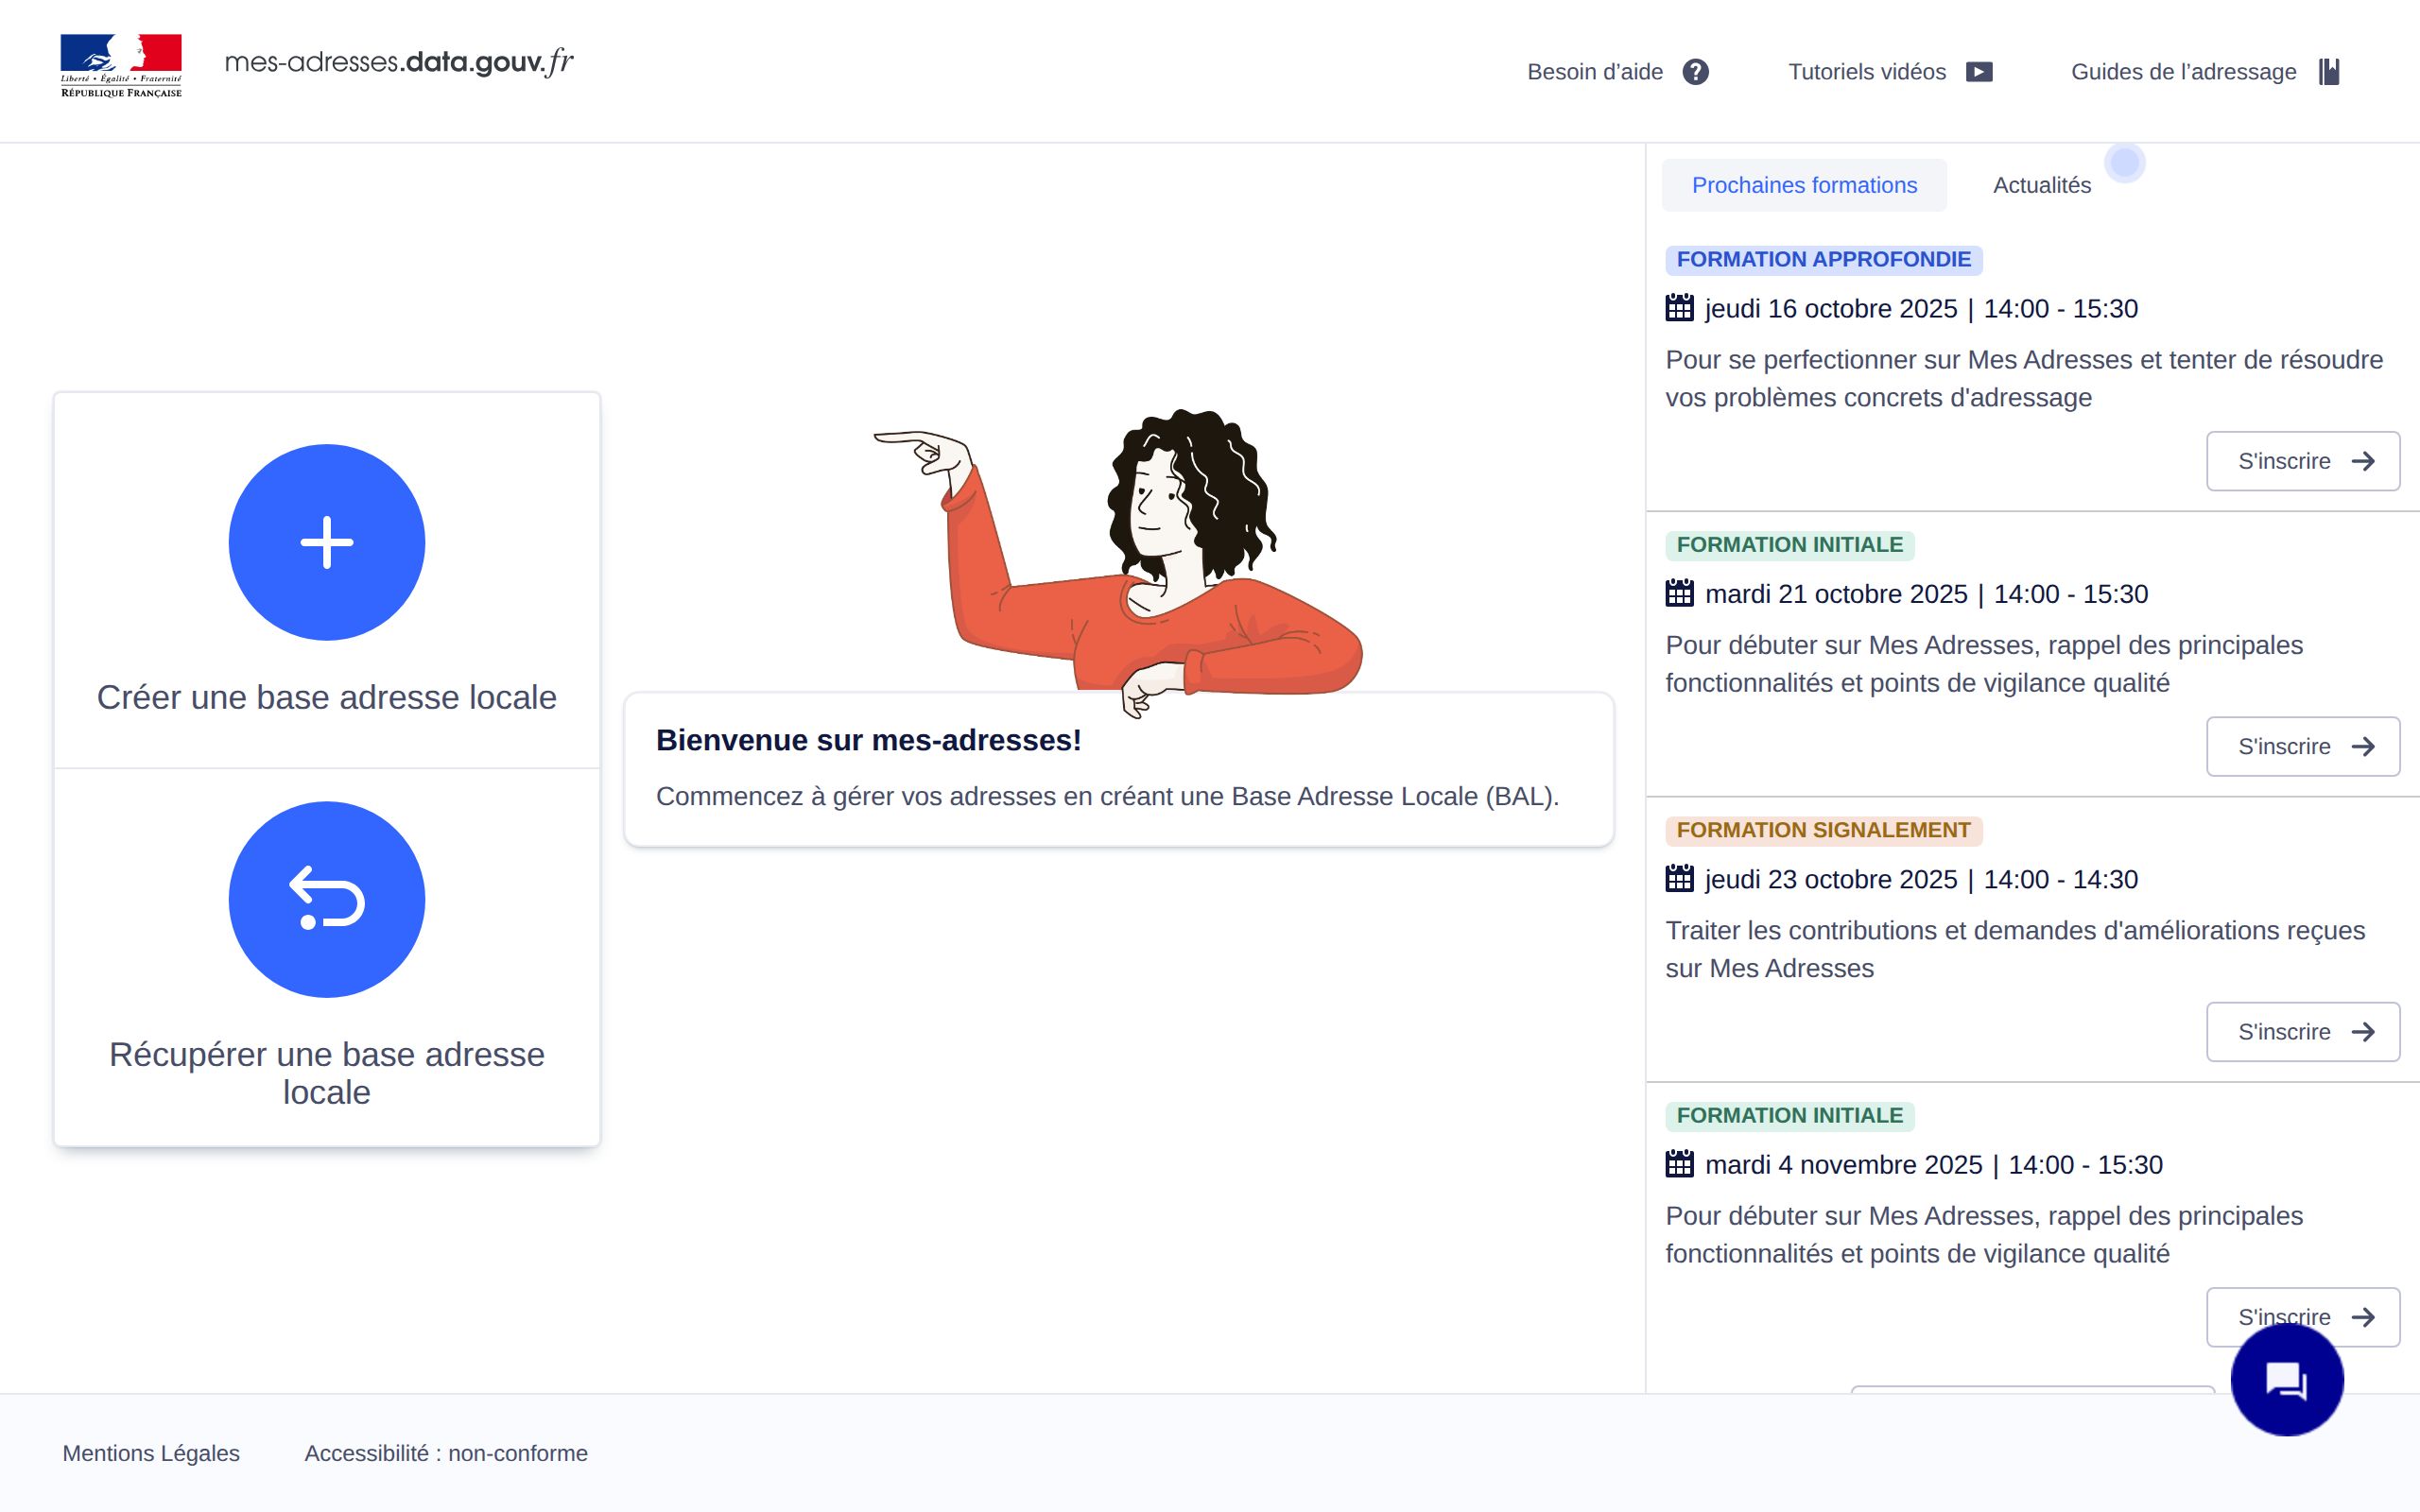 Liberté • Égalité • Fraternité
RÉPUBLIQUE FRANÇAISE
mes-adresses.data.gouv.fr
Besoin d’aide
Tutoriels vidéos
Guides de l’adressage
Créer une base adresse locale
Récupérer une base adresse
locale
Bienvenue sur mes-adresses!
Commencez à gérer vos adresses en créant une Base Adresse Locale (BAL).
Prochaines formations
Actualités
FORMATION APPROFONDIE
jeudi 16 octobre 2025 | 14:00 - 15:30
Pour se perfectionner sur Mes Adresses et tenter de résoudre
vos problèmes concrets d'adressage
S'inscrire
FORMATION INITIALE
mardi 21 octobre 2025 | 14:00 - 15:30
Pour débuter sur Mes Adresses, rappel des principales
fonctionnalités et points de vigilance qualité
S'inscrire
FORMATION SIGNALEMENT
jeudi 23 octobre 2025 | 14:00 - 14:30
Traiter les contributions et demandes d'améliorations reçues
sur Mes Adresses
S'inscrire
FORMATION INITIALE
mardi 4 novembre 2025 | 14:00 - 15:30
Pour débuter sur Mes Adresses, rappel des principales
fonctionnalités et points de vigilance qualité
S'inscrire
Mentions Légales
Accessibilité : non-conforme